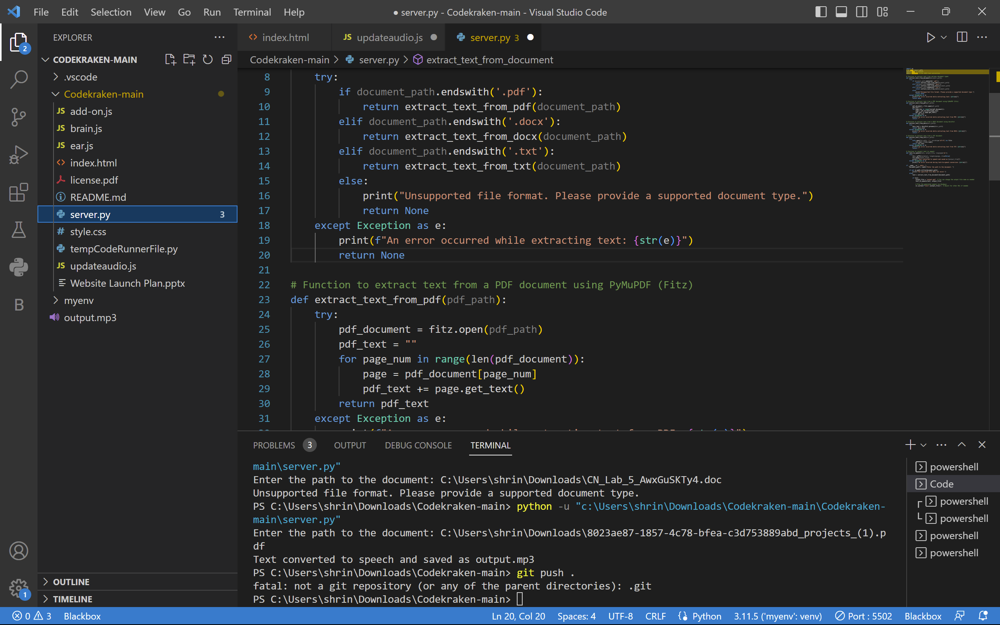 File Edit Selection View Go Run Terminal Help
● server.py - Codekraken-main - Visual Studio Code
EXPLORER
CODEKRAKEN-MAIN
.vscode
Codekraken-main
JS add-on.js
JS brain.js
JS ear.js
index.html
license.pdf
README.md
server.py 3
# style.css
tempCodeRunnerFile.py
JS updateaudio.js
Website Launch Plan.pptx
myenv
output.mp3
OUTLINE
TIMELINE
2
B
1
index.html
JS updateaudio.js
server.py 3
Codekraken-main > server.py > extract_text_from_document
8 try:
9 if document_path.endswith('.pdf'):
10 return extract_text_from_pdf(document_path)
11 elif document_path.endswith('.docx'):
12 return extract_text_from_docx(document_path)
13 elif document_path.endswith('.txt'):
14 return extract_text_from_txt(document_path)
15 else:
16 print("Unsupported file format. Please provide a supported document type.")
17 return None
18 except Exception as e:
19 print(f"An error occurred while extracting text: {str(e)}")
20 return None
21
22 # Function to extract text from a PDF document using PyMuPDF (Fitz)
23 def extract_text_from_pdf(pdf_path):
24 try:
25 pdf_document = fitz.open(pdf_path)
26 pdf_text = ""
27 for page_num in range(len(pdf_document)):
28 page = pdf_document[page_num]
29 pdf_text += page.get_text()
30 return pdf_text
31 except Exception as e:
PROBLEMS 3 OUTPUT DEBUG CONSOLE TERMINAL
main\server.py"
Enter the path to the document: C:\Users\shrin\Downloads\CN_Lab_5_AwxGuSKTy4.doc
Unsupported file format. Please provide a supported document type.
PS C:\Users\shrin\Downloads\Codekraken-main> python -u "c:\Users\shrin\Downloads\Codekraken-main\Codekraken-
main\server.py"
Enter the path to the document: C:\Users\shrin\Downloads\8023ae87-1857-4c78-bfea-c3d753889abd_projects_(1).p
df
Text converted to speech and saved as output.mp3
PS C:\Users\shrin\Downloads\Codekraken-main> git push .
fatal: not a git repository (or any of the parent directories): .git
PS C:\Users\shrin\Downloads\Codekraken-main>
powershell
Code
powershell
powershell
powershell
powershell
0 3 Blackbox
Ln 20, Col 20 Spaces: 4 UTF-8 CRLF Python 3.11.5 ('myenv': venv) Port : 5502 Blackbox